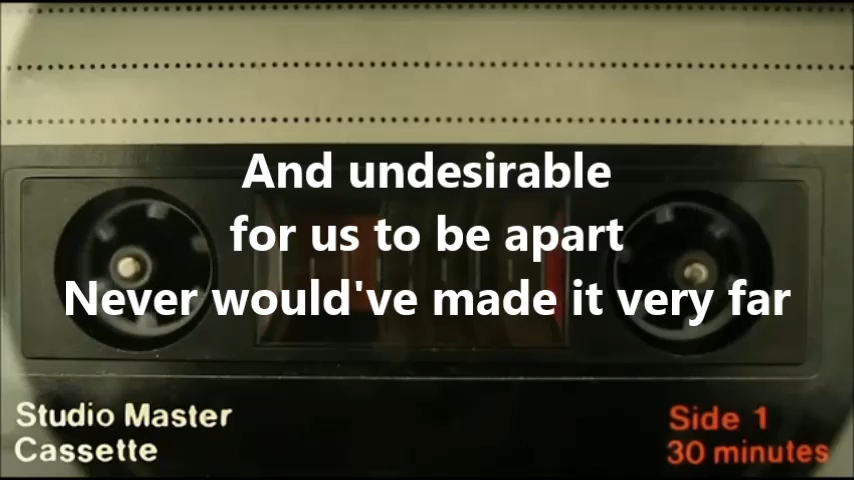 And undesirable
for us to be apart
Never would've made it very far
Studio Master
Cassette
Side 1
30 minutes